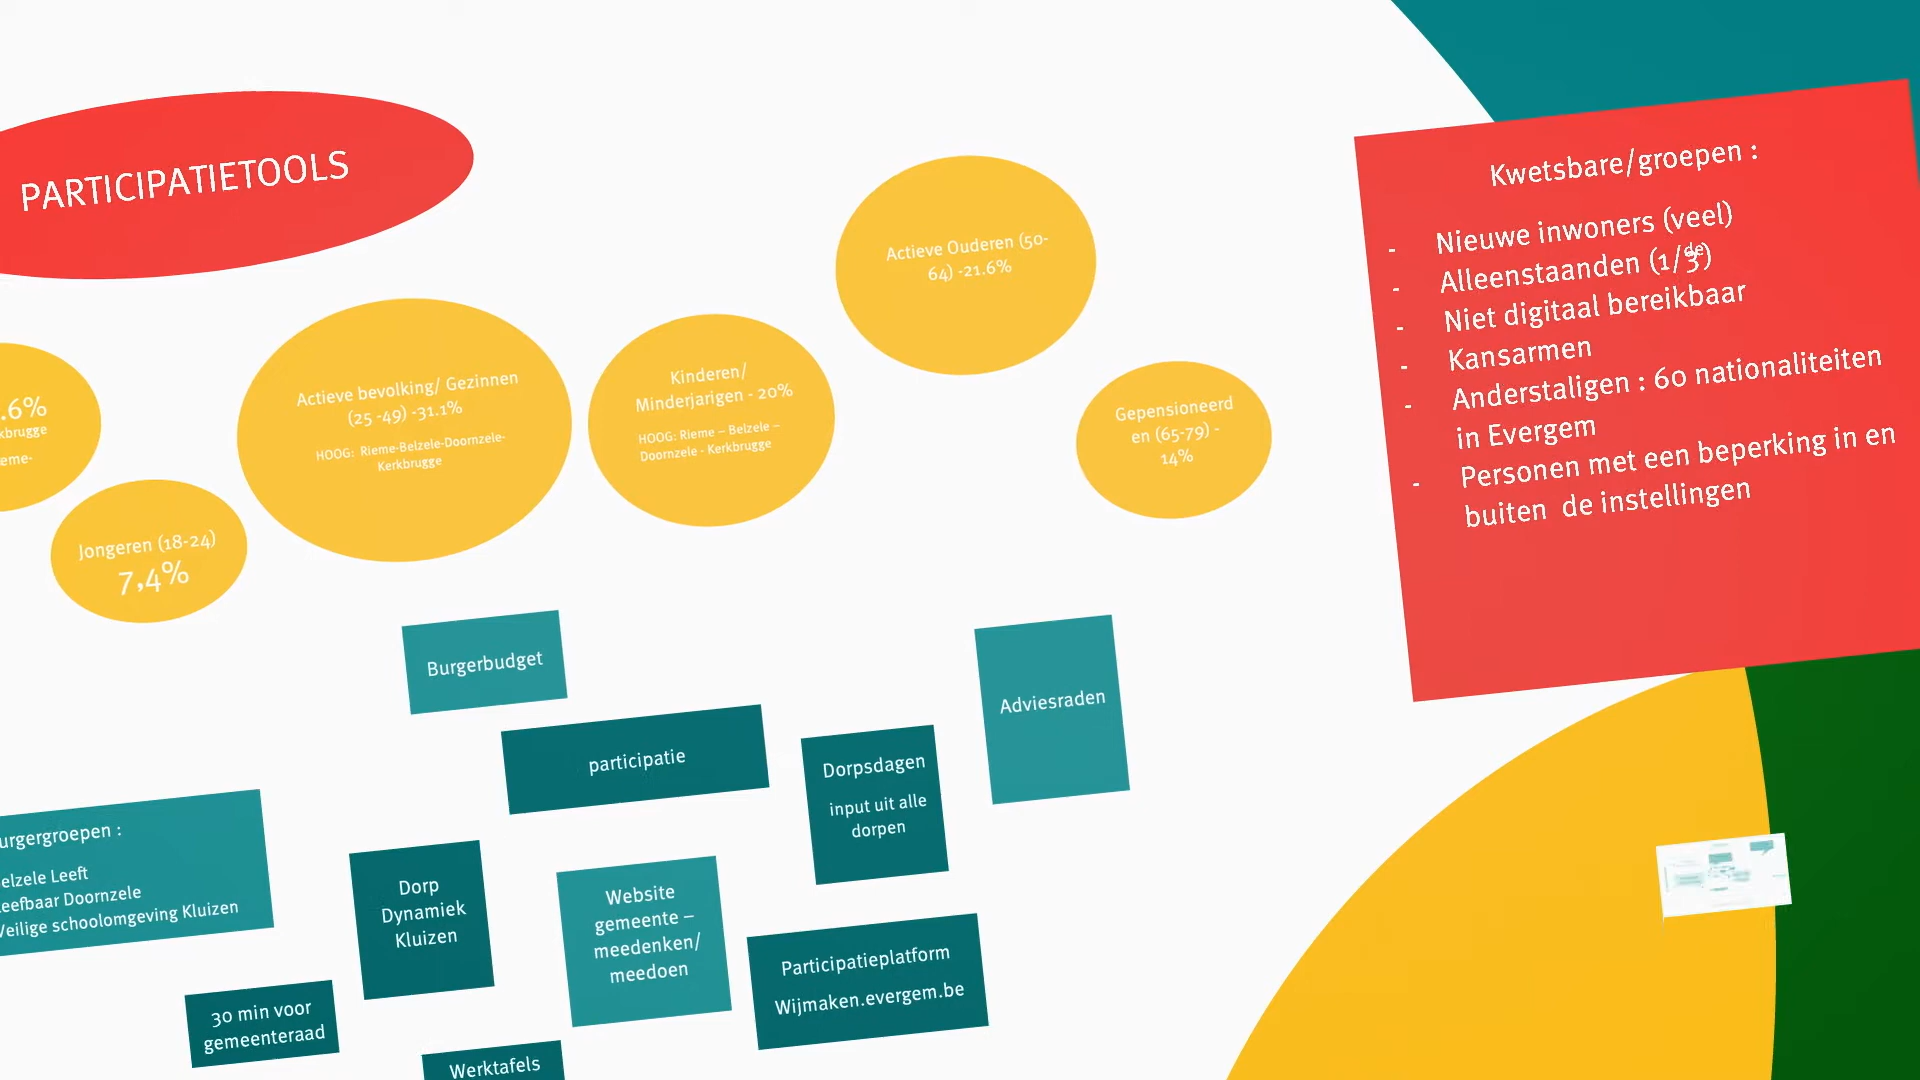 PARTICIPATIETOOLS
Actieve Ouderen (50-
64) -21.6%
Kwetsbare/groepen :
- Nieuwe inwoners (veel)
- Alleenstaanden (1/3de)
- Niet digitaal bereikbaar
- Kansarmen
- Anderstaligen : 60 nationaliteiten
in Evergem
- Personen met een beperking in en
buiten de instellingen
.6%
kbrugge
eme-
Jongeren (18-24)
7,4%
Actieve bevolking/ Gezinnen
(25 -49) -31.1%
HOOG: Rieme-Belzele-Doornzele-
Kerkbrugge
Kinderen/
Minderjarigen - 20%
HOOG: Rieme – Belzele –
Doornzele - Kerkbrugge
Gepensioneerd
en (65-79) -
14%
Burgerbudget
participatie
Dorpsdagen
input uit alle
dorpen
Adviesraden
urgergroepen :
elzele Leeft
eefbaar Doornzele
Veilige schoolomgeving Kluizen
Dorp
Dynamiek
Kluizen
Website
gemeente –
meedenken/
meedoen
Participatieplatform
Wijmaken.evergem.be
30 min voor
gemeenteraad
Werktafels